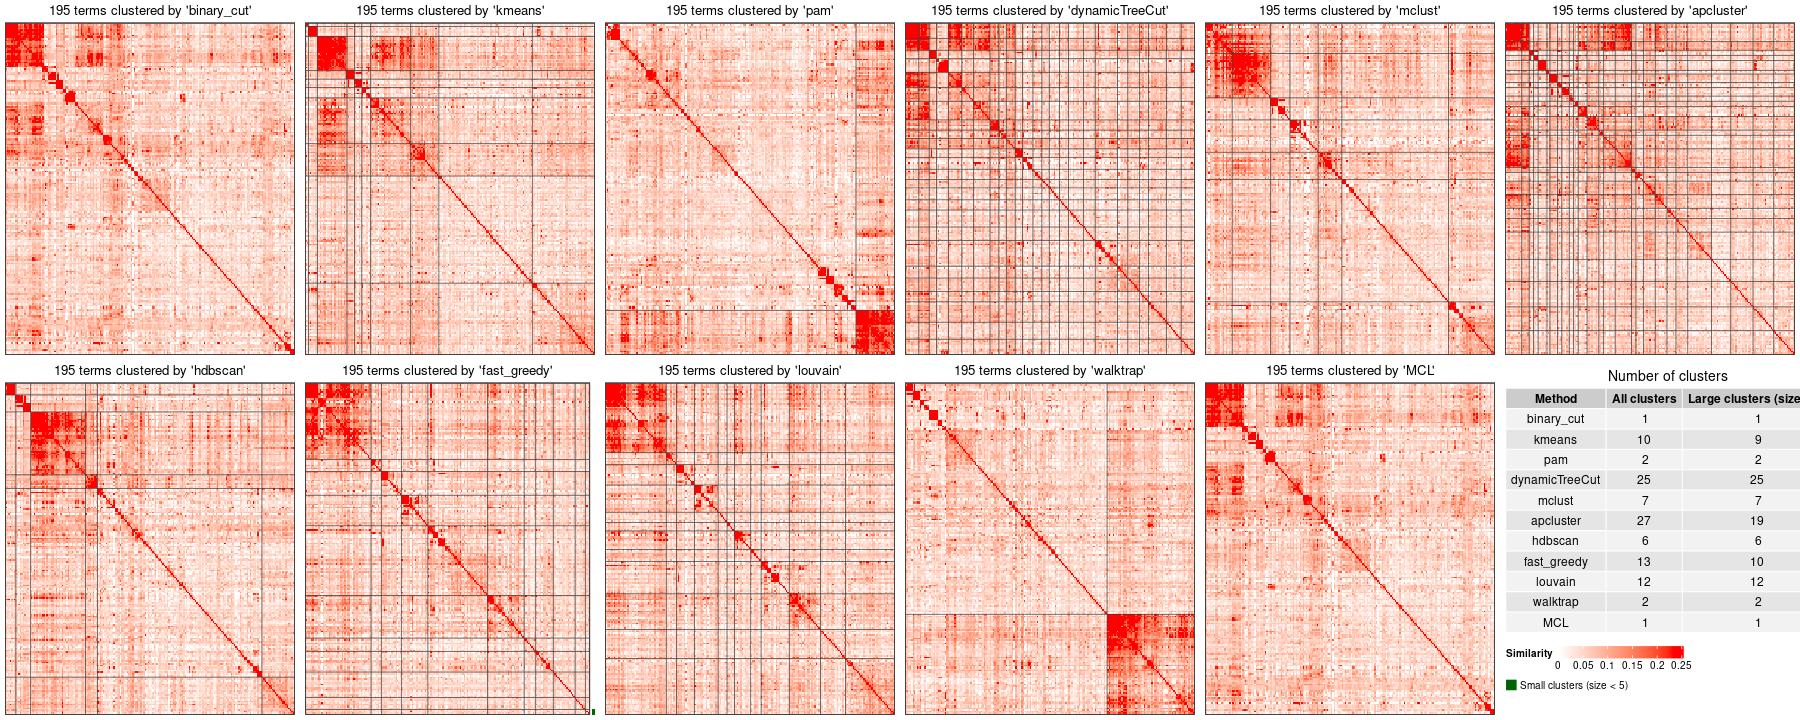 195 terms clustered by 'binary_cut'
195 terms clustered by 'kmeans'
195 terms clustered by 'pam'
195 terms clustered by 'dynamicTreeCut'
195 terms clustered by 'mclust'
195 terms clustered by 'apcluster'
195 terms clustered by 'hdbscan'
195 terms clustered by 'fast_greedy'
195 terms clustered by 'louvain'
195 terms clustered by 'walktrap'
195 terms clustered by 'MCL'
Number of clusters
Method All clusters Large clusters (size
binary_cut 1 1
kmeans 10 9
pam 2 2
dynamicTreeCut 25 25
mclust 7 7
apcluster 27 19
hdbscan 6 6
fast_greedy 13 10
louvain 12 12
walktrap 2 2
MCL 1 1
Similarity
0 0.05 0.1 0.15 0.2 0.25
Small clusters (size < 5)